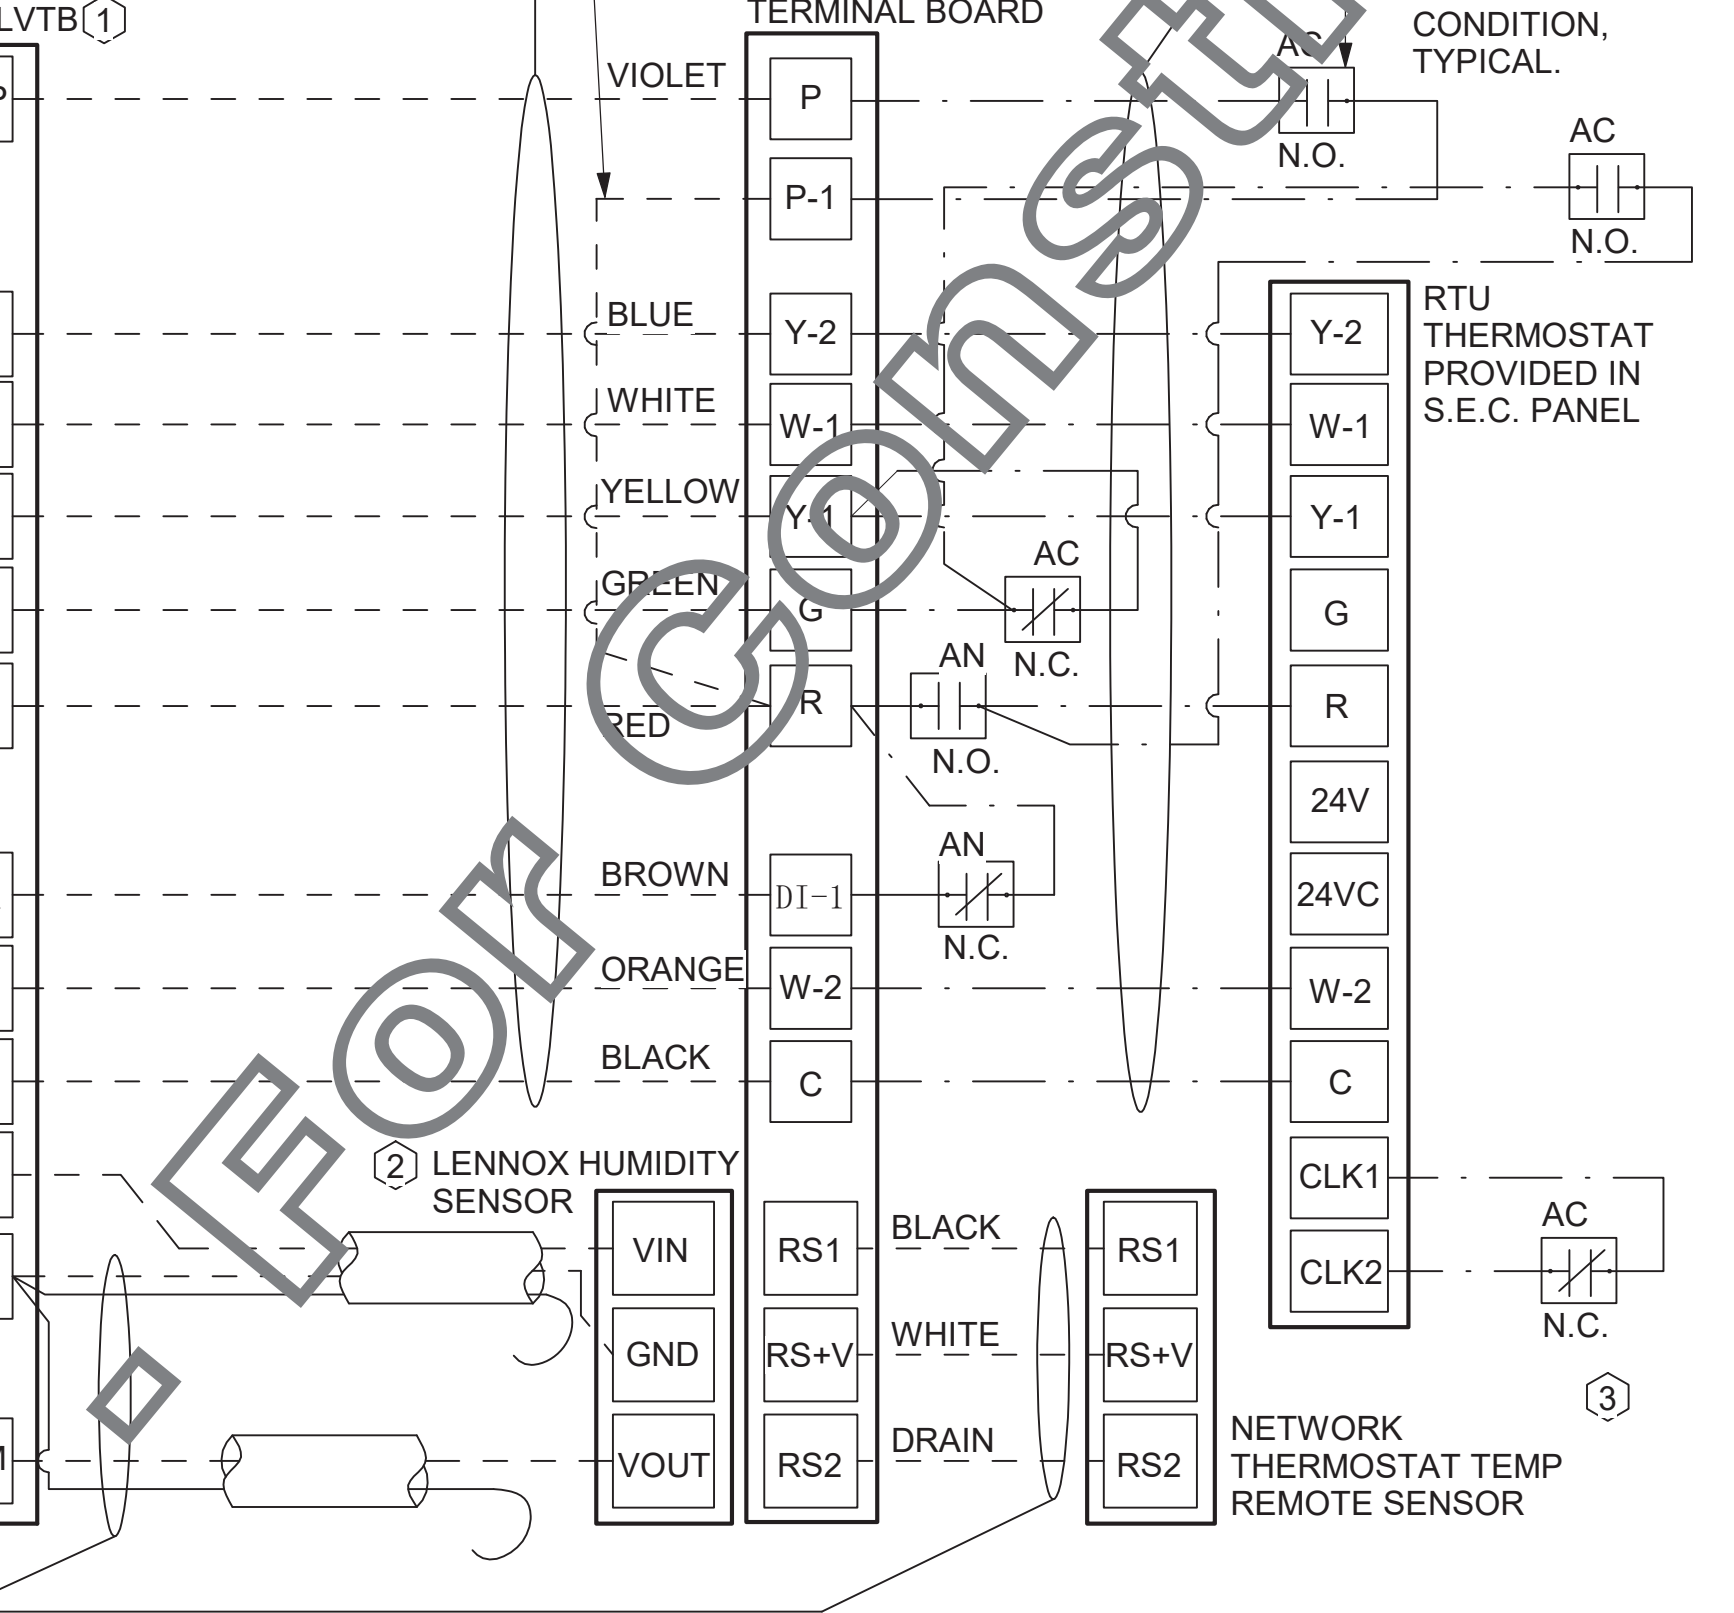 LVTB 1
TERMINAL BOARD
CONDITION,
TYPICAL.
AC
N.O.
AC
N.O.
VIOLET
P
P-1
BLUE
Y-2
WHITE
W-1
YELLOW
Y-1
GREEN
G
RED
R
BROWN
DI-1
ORANGE
W-2
BLACK
C
AC
N.C.
AN
N.O.
AN
N.C.
RTU
THERMOSTAT
PROVIDED IN
S.E.C. PANEL
Y-2
W-1
Y-1
G
R
24V
24VC
W-2
C
CLK1
CLK2
AC
N.C.
3
2 LENNOX HUMIDITY
SENSOR
VIN
GND
VOUT
RS1
RS+V
RS2
BLACK
WHITE
DRAIN
RS1
RS+V
RS2
NETWORK
THERMOSTAT TEMP
REMOTE SENSOR
- For Const